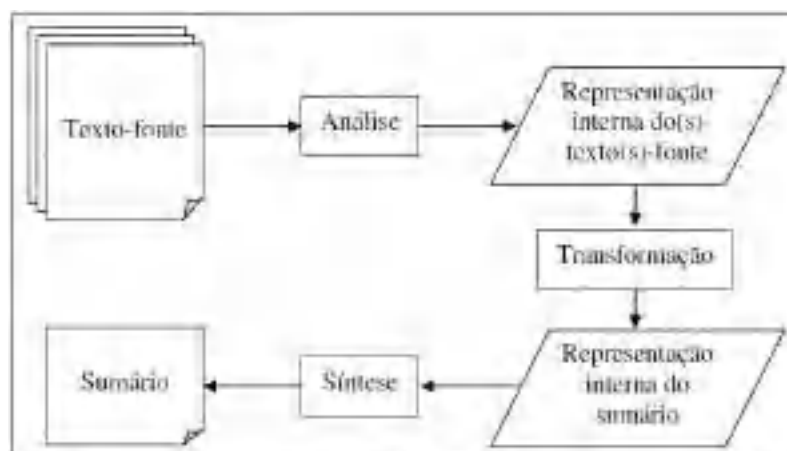 Texto-fonte
Análise
Representação
interna do(s)-
texto(s)-fonte
Transformação
Representação
interna do
sumário
Síntese
Sumário